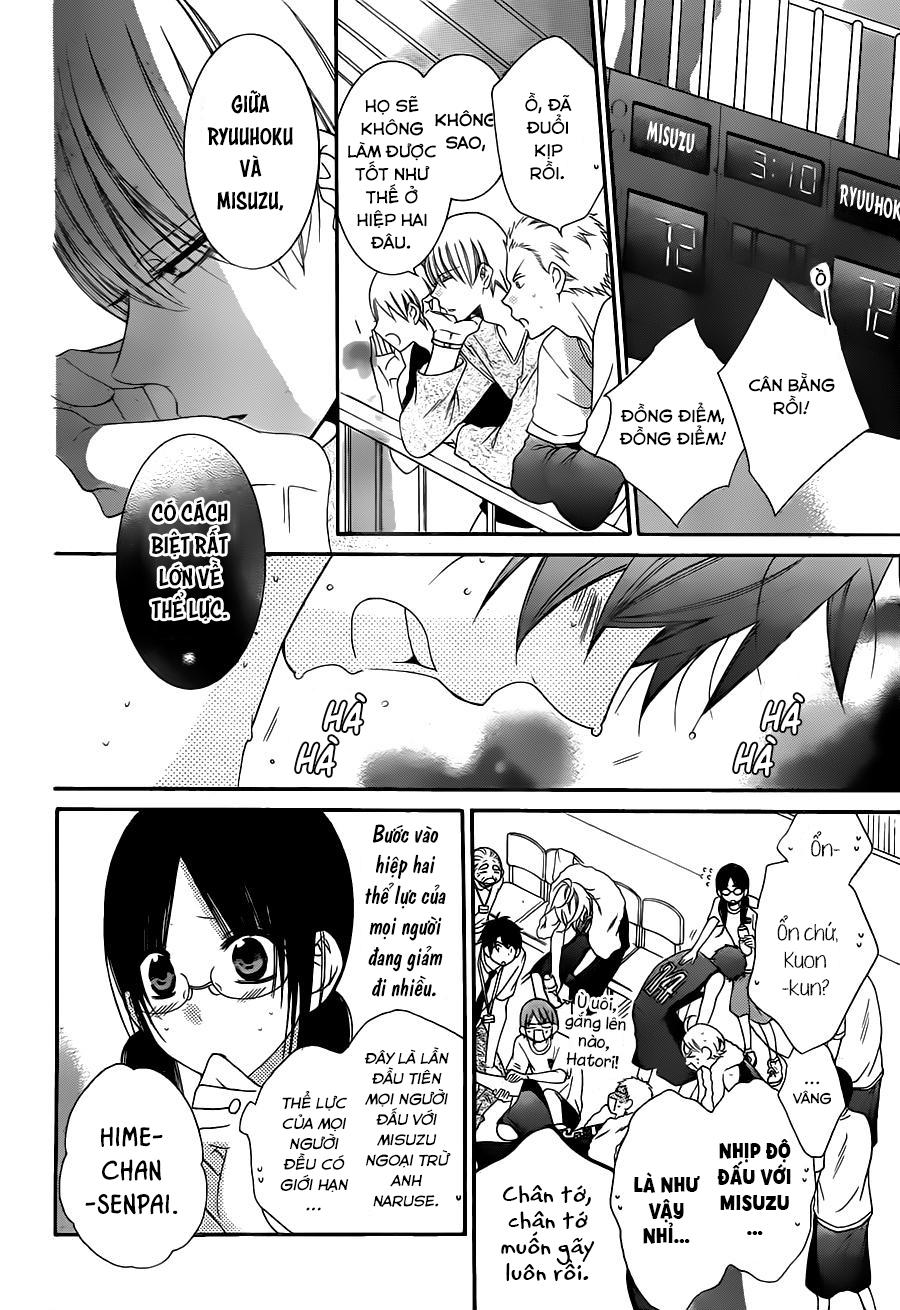 MISUZU
3:10
RYUUHOKU
72
72
Ồ
CÂN BẰNG
RỒI!
ĐỒNG ĐIỂM,
ĐỒNG ĐIỂM!
Ồ, ĐÃ
ĐUỔI
KỊP
RỒI.
KHÔNG
SAO,
HỌ SẼ
KHÔNG
LÀM ĐƯỢC
TỐT NHƯ
THẾ Ở
HIỆP HAI
ĐÂU.
GIỮA
RYUUHOKU
VÀ
MISUZU,
CÓ CÁCH
BIỆT RẤT
LỚN VỀ
THỂ LỰC.
HÀ
HÀ
HÀ
HÀ
Ổn-
Ổn chứ,
Kuon
-kun?
...
VÂNG
24
Ù uôi,
gắng lên
nào,
Hatori!
NHỊP ĐỘ
ĐẤU VỚI
MISUZU
...
LÀ NHƯ
VẬY
NHỈ...
Chân tớ,
chân tớ
muốn gãy
luôn rồi.
Bước vào
hiệp hai
thể lực của
mọi người
đang giảm
đi nhiều.
ĐÂY LÀ LẦN
ĐẦU TIÊN
MỌI NGƯỜI
ĐẤU VỚI
MISUZU
NGOẠI TRỪ
ANH
NARUSE.
THỂ LỰC
CỦA MỌI
NGƯỜI
ĐỀU CÓ
GIỚI HẠN
...
HIME-
CHAN
-SENPAI.